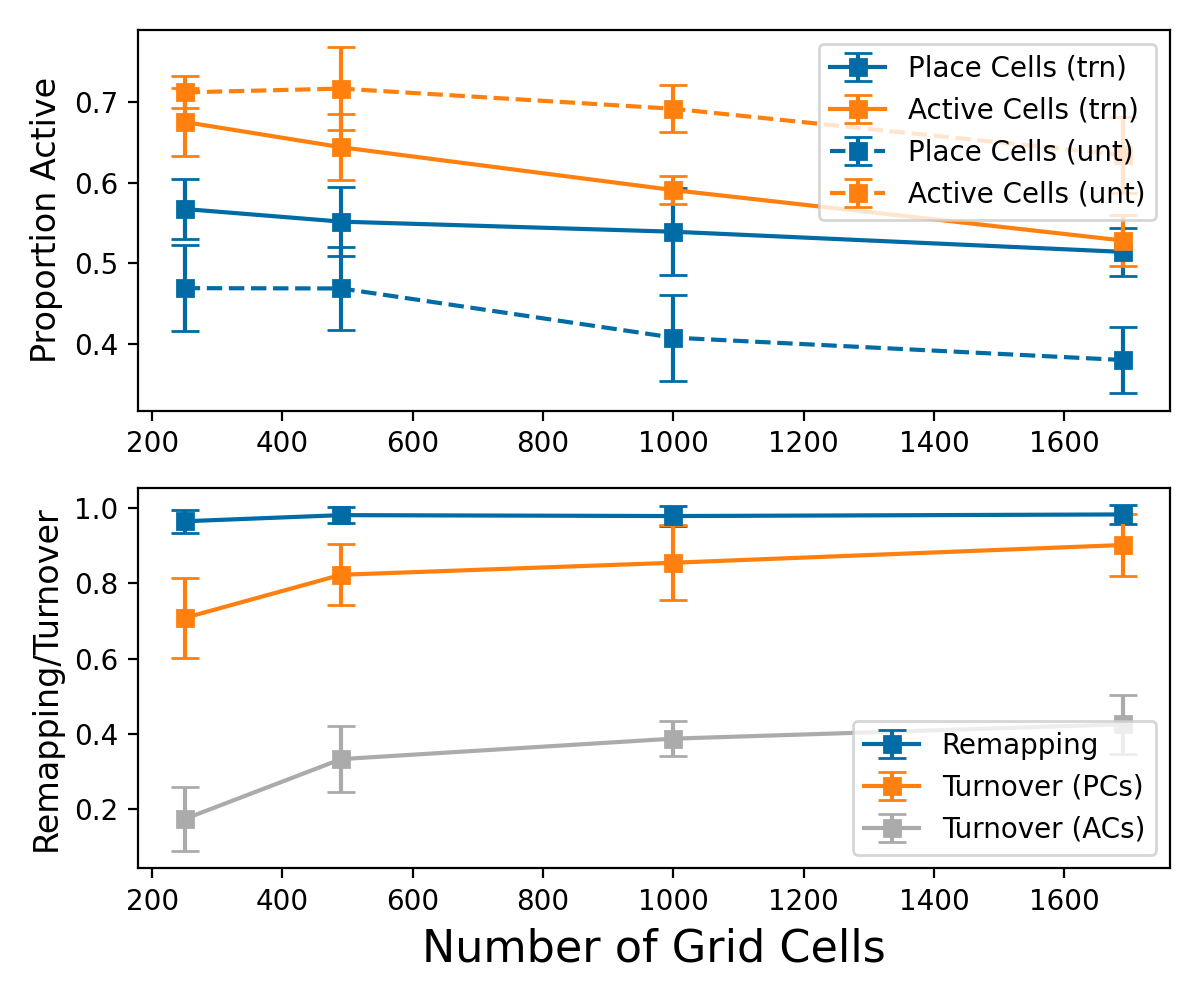 Proportion Active
0.7
0.6
0.5
0.4
Place Cells (trn)
Active Cells (trn)
Place Cells (unt)
Active Cells (unt)
200 400 600 800 1000 1200 1400 1600
Remapping/Turnover
1.0
0.8
0.6
0.4
0.2
Remapping
Turnover (PCs)
Turnover (ACs)
200 400 600 800 1000 1200 1400 1600
Number of Grid Cells